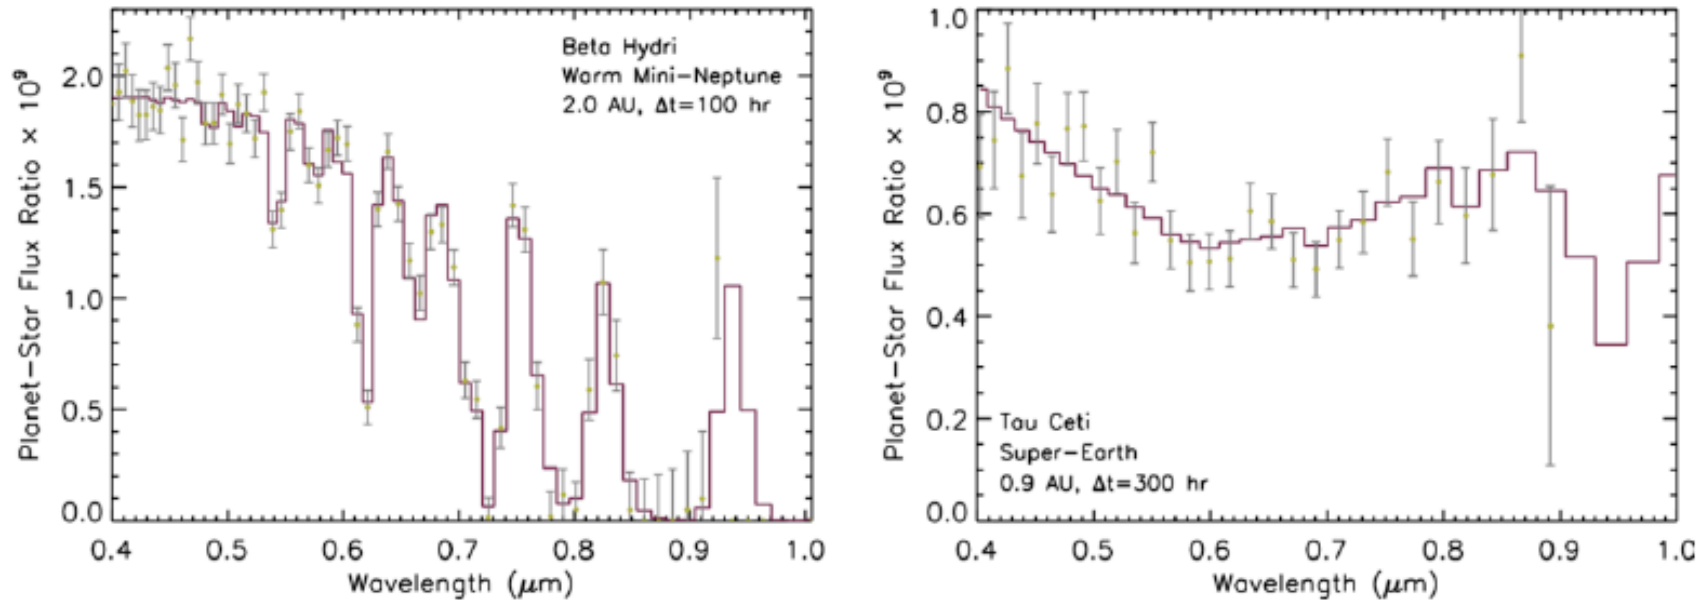 Planet-Star Flux Ratio × 10⁹
2.0
1.5
1.0
0.5
0.0
Beta Hydri
Warm Mini-Neptune
2.0 AU, Δt=100 hr
0.4 0.5 0.6 0.7 0.8 0.9 1.0
Wavelength (μm)
Planet-Star Flux Ratio × 10⁹
1.0
0.8
0.6
0.4
0.2
0.0
Tau Ceti
Super-Earth
0.9 AU, Δt=300 hr
0.4 0.5 0.6 0.7 0.8 0.9 1.0
Wavelength (μm)